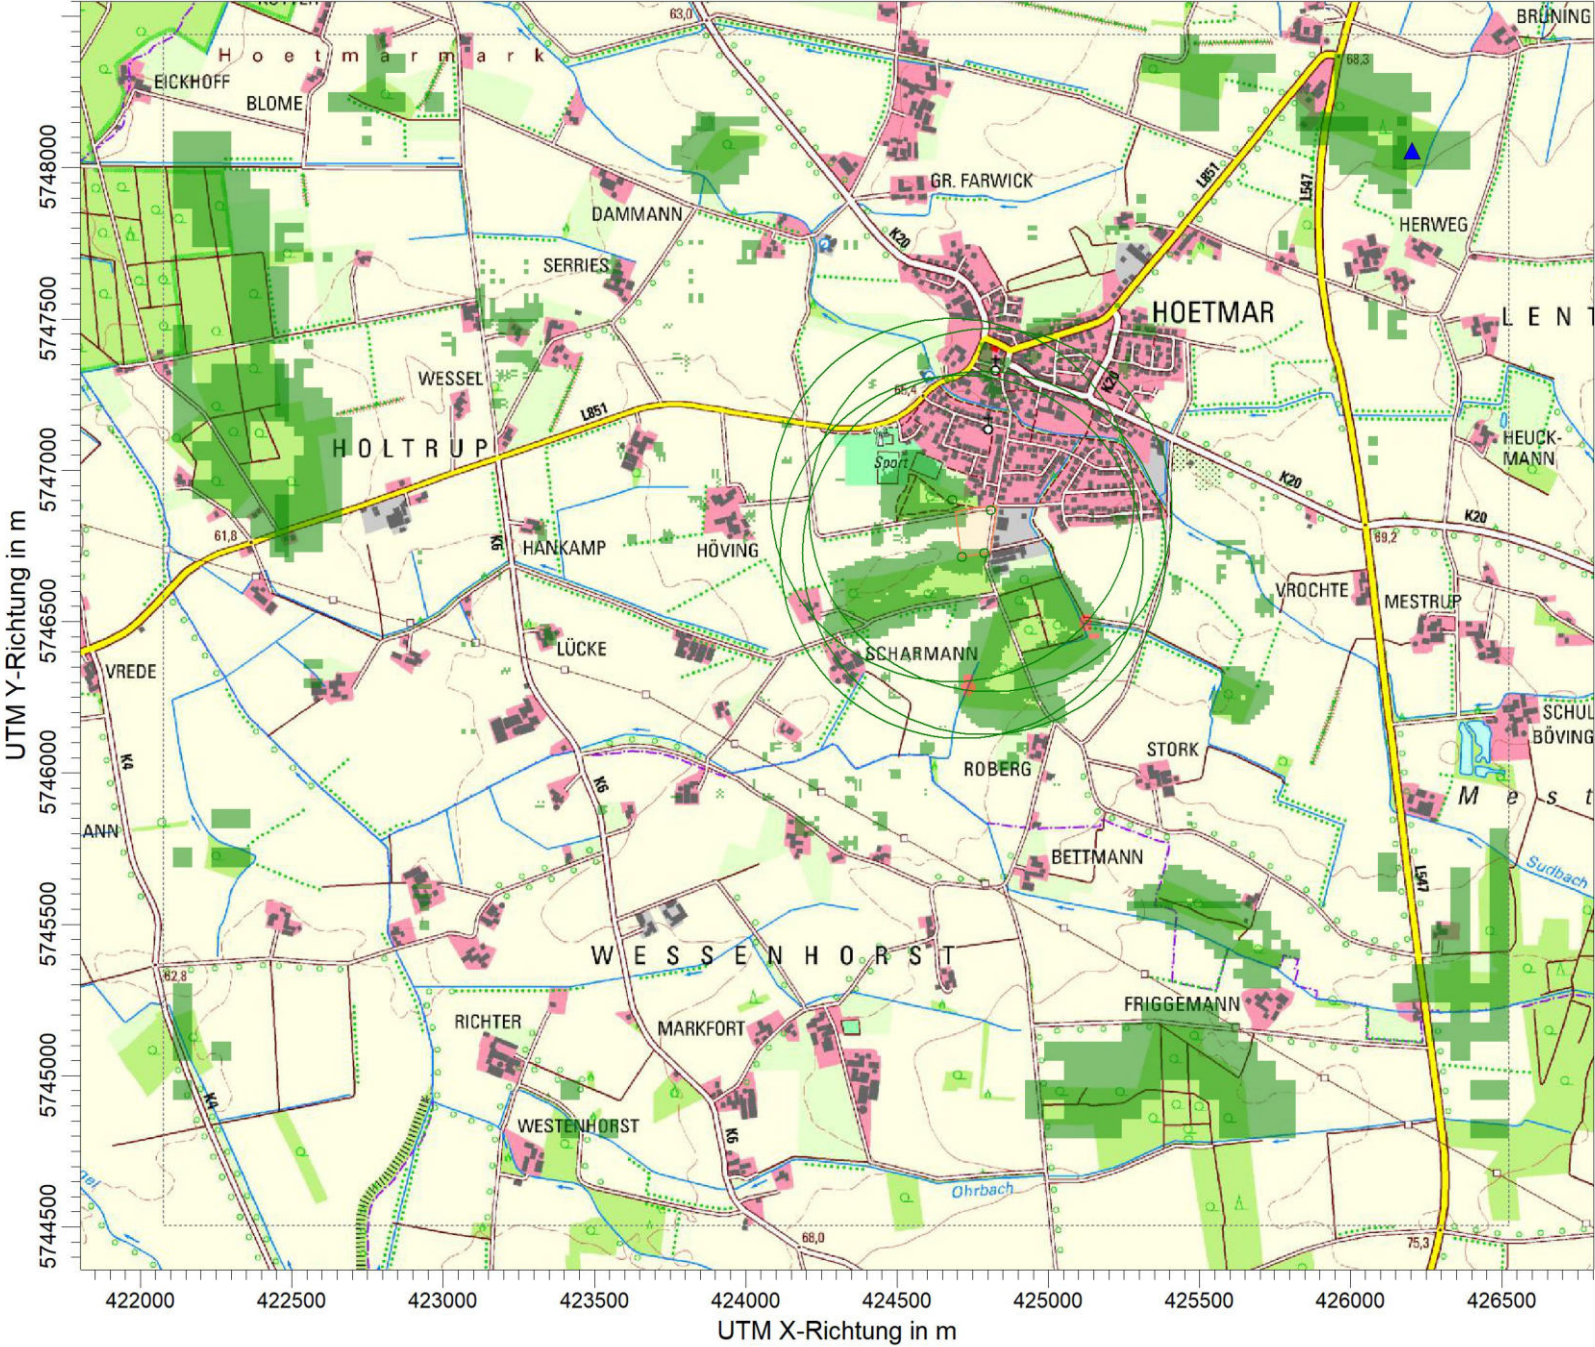 63,0
BRÜNING
H o e t m a r m a r k
EICKHOFF
BLOME
68,3
L851
L547
GR. FARWICK
DAMMANN
HERWEG
K20
SERRIES
HOETMAR
L E N T
WESSEL
65,4
K20
L851
HOLTRUP
HEUCK-
MANN
Sport
K20
K20
61,8
K6
HANKAMP
HÖVING
69,2
VROCHTE
MESTRUP
LÜCKE
SCHARMANN
VREDE
SCHUL
BÖVING
STORK
K4
K6
ROBERG
M e s t
ANN
BETTMANN
Sudbach
L547
W E S S E N H O R S T
62,8
FRIGGEMANN
RICHTER
MARKFORT
K4
WESTENHORST
K6
Ohrbach
68,0
75,3
5748000
5747500
5747000
5746500
5746000
5745500
5745000
5744500
UTM Y-Richtung in m
422000 422500 423000 423500 424000 424500 425000 425500 426000 426500
UTM X-Richtung in m